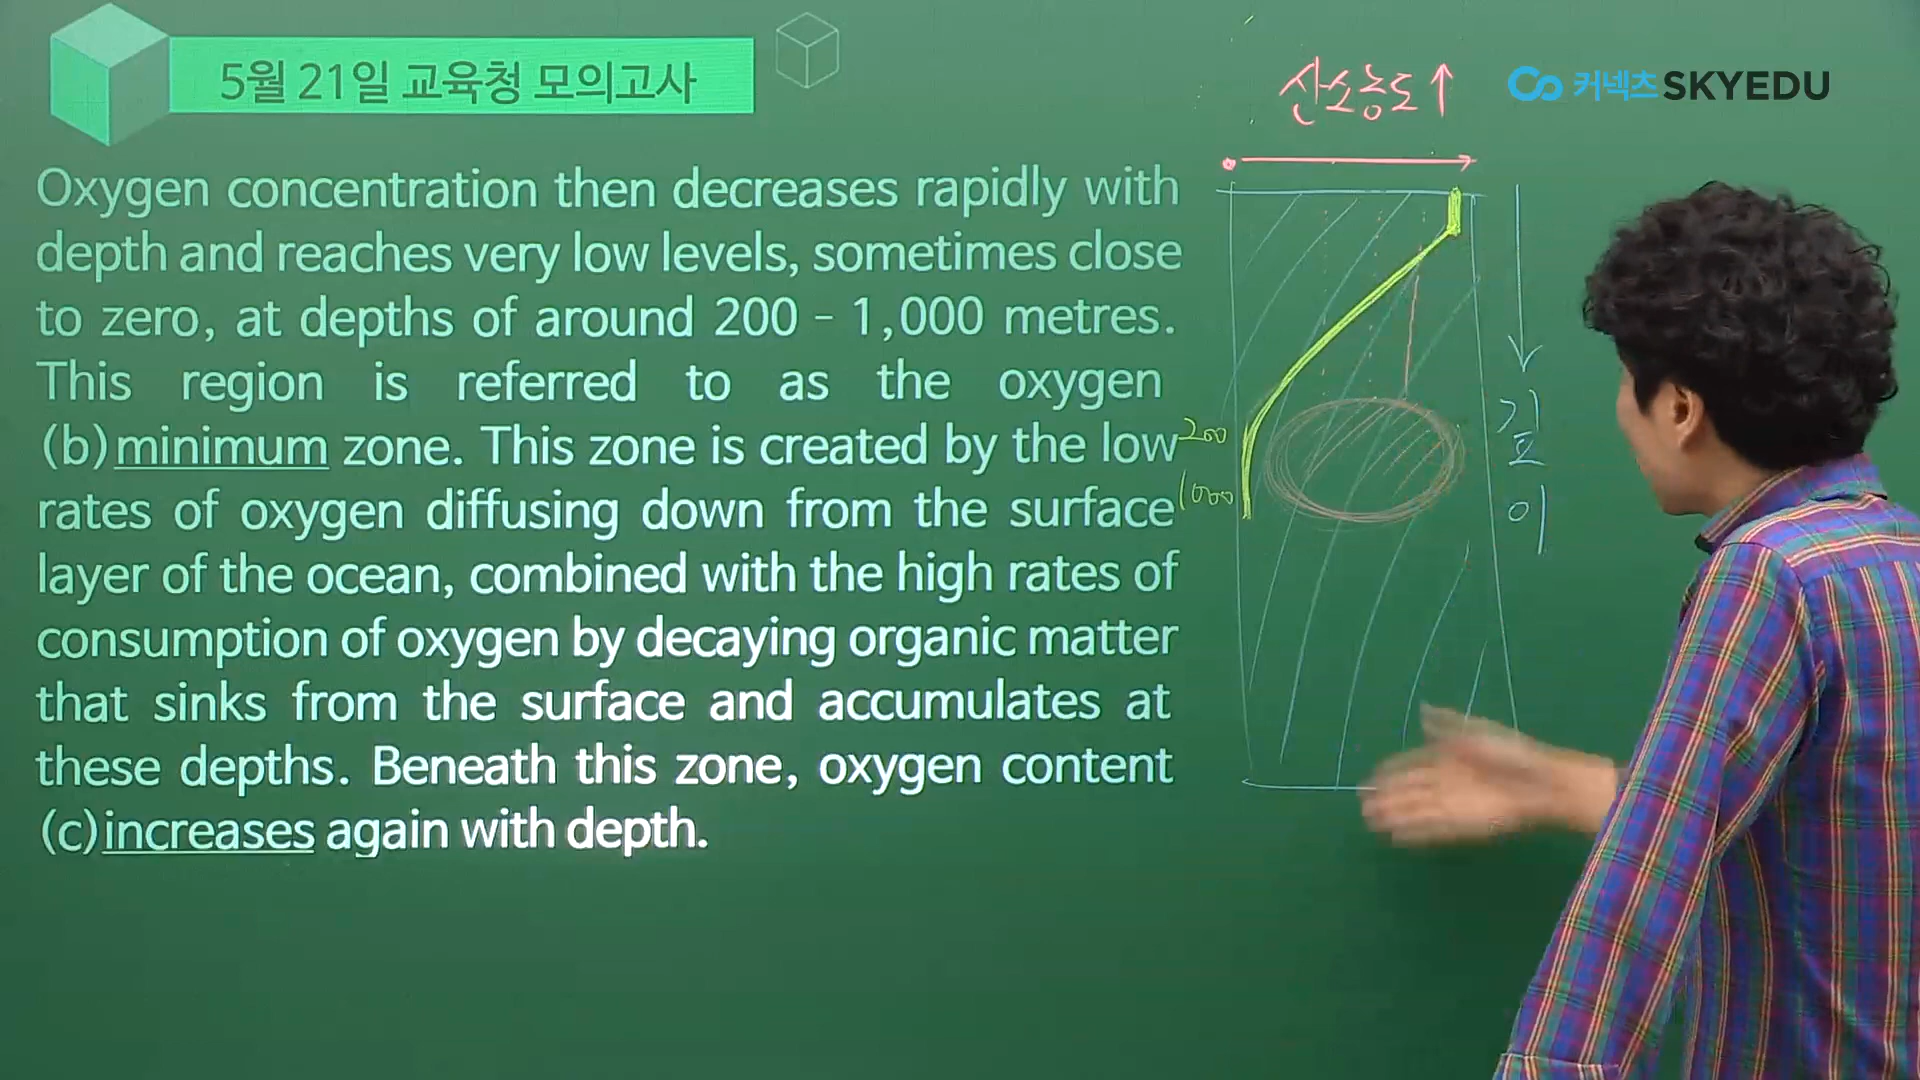 5월 21일 교육청 모의고사
산소농도↑
커넥츠 SKYEDU
Oxygen concentration then decreases rapidly with
depth and reaches very low levels, sometimes close
to zero, at depths of around 200 – 1,000 metres.
This region is referred to as the oxygen
(b)minimum zone. This zone is created by the low
rates of oxygen diffusing down from the surface
layer of the ocean, combined with the high rates of
consumption of oxygen by decaying organic matter
that sinks from the surface and accumulates at
these depths. Beneath this zone, oxygen content
(c)increases again with depth.
200
1000
깊
이